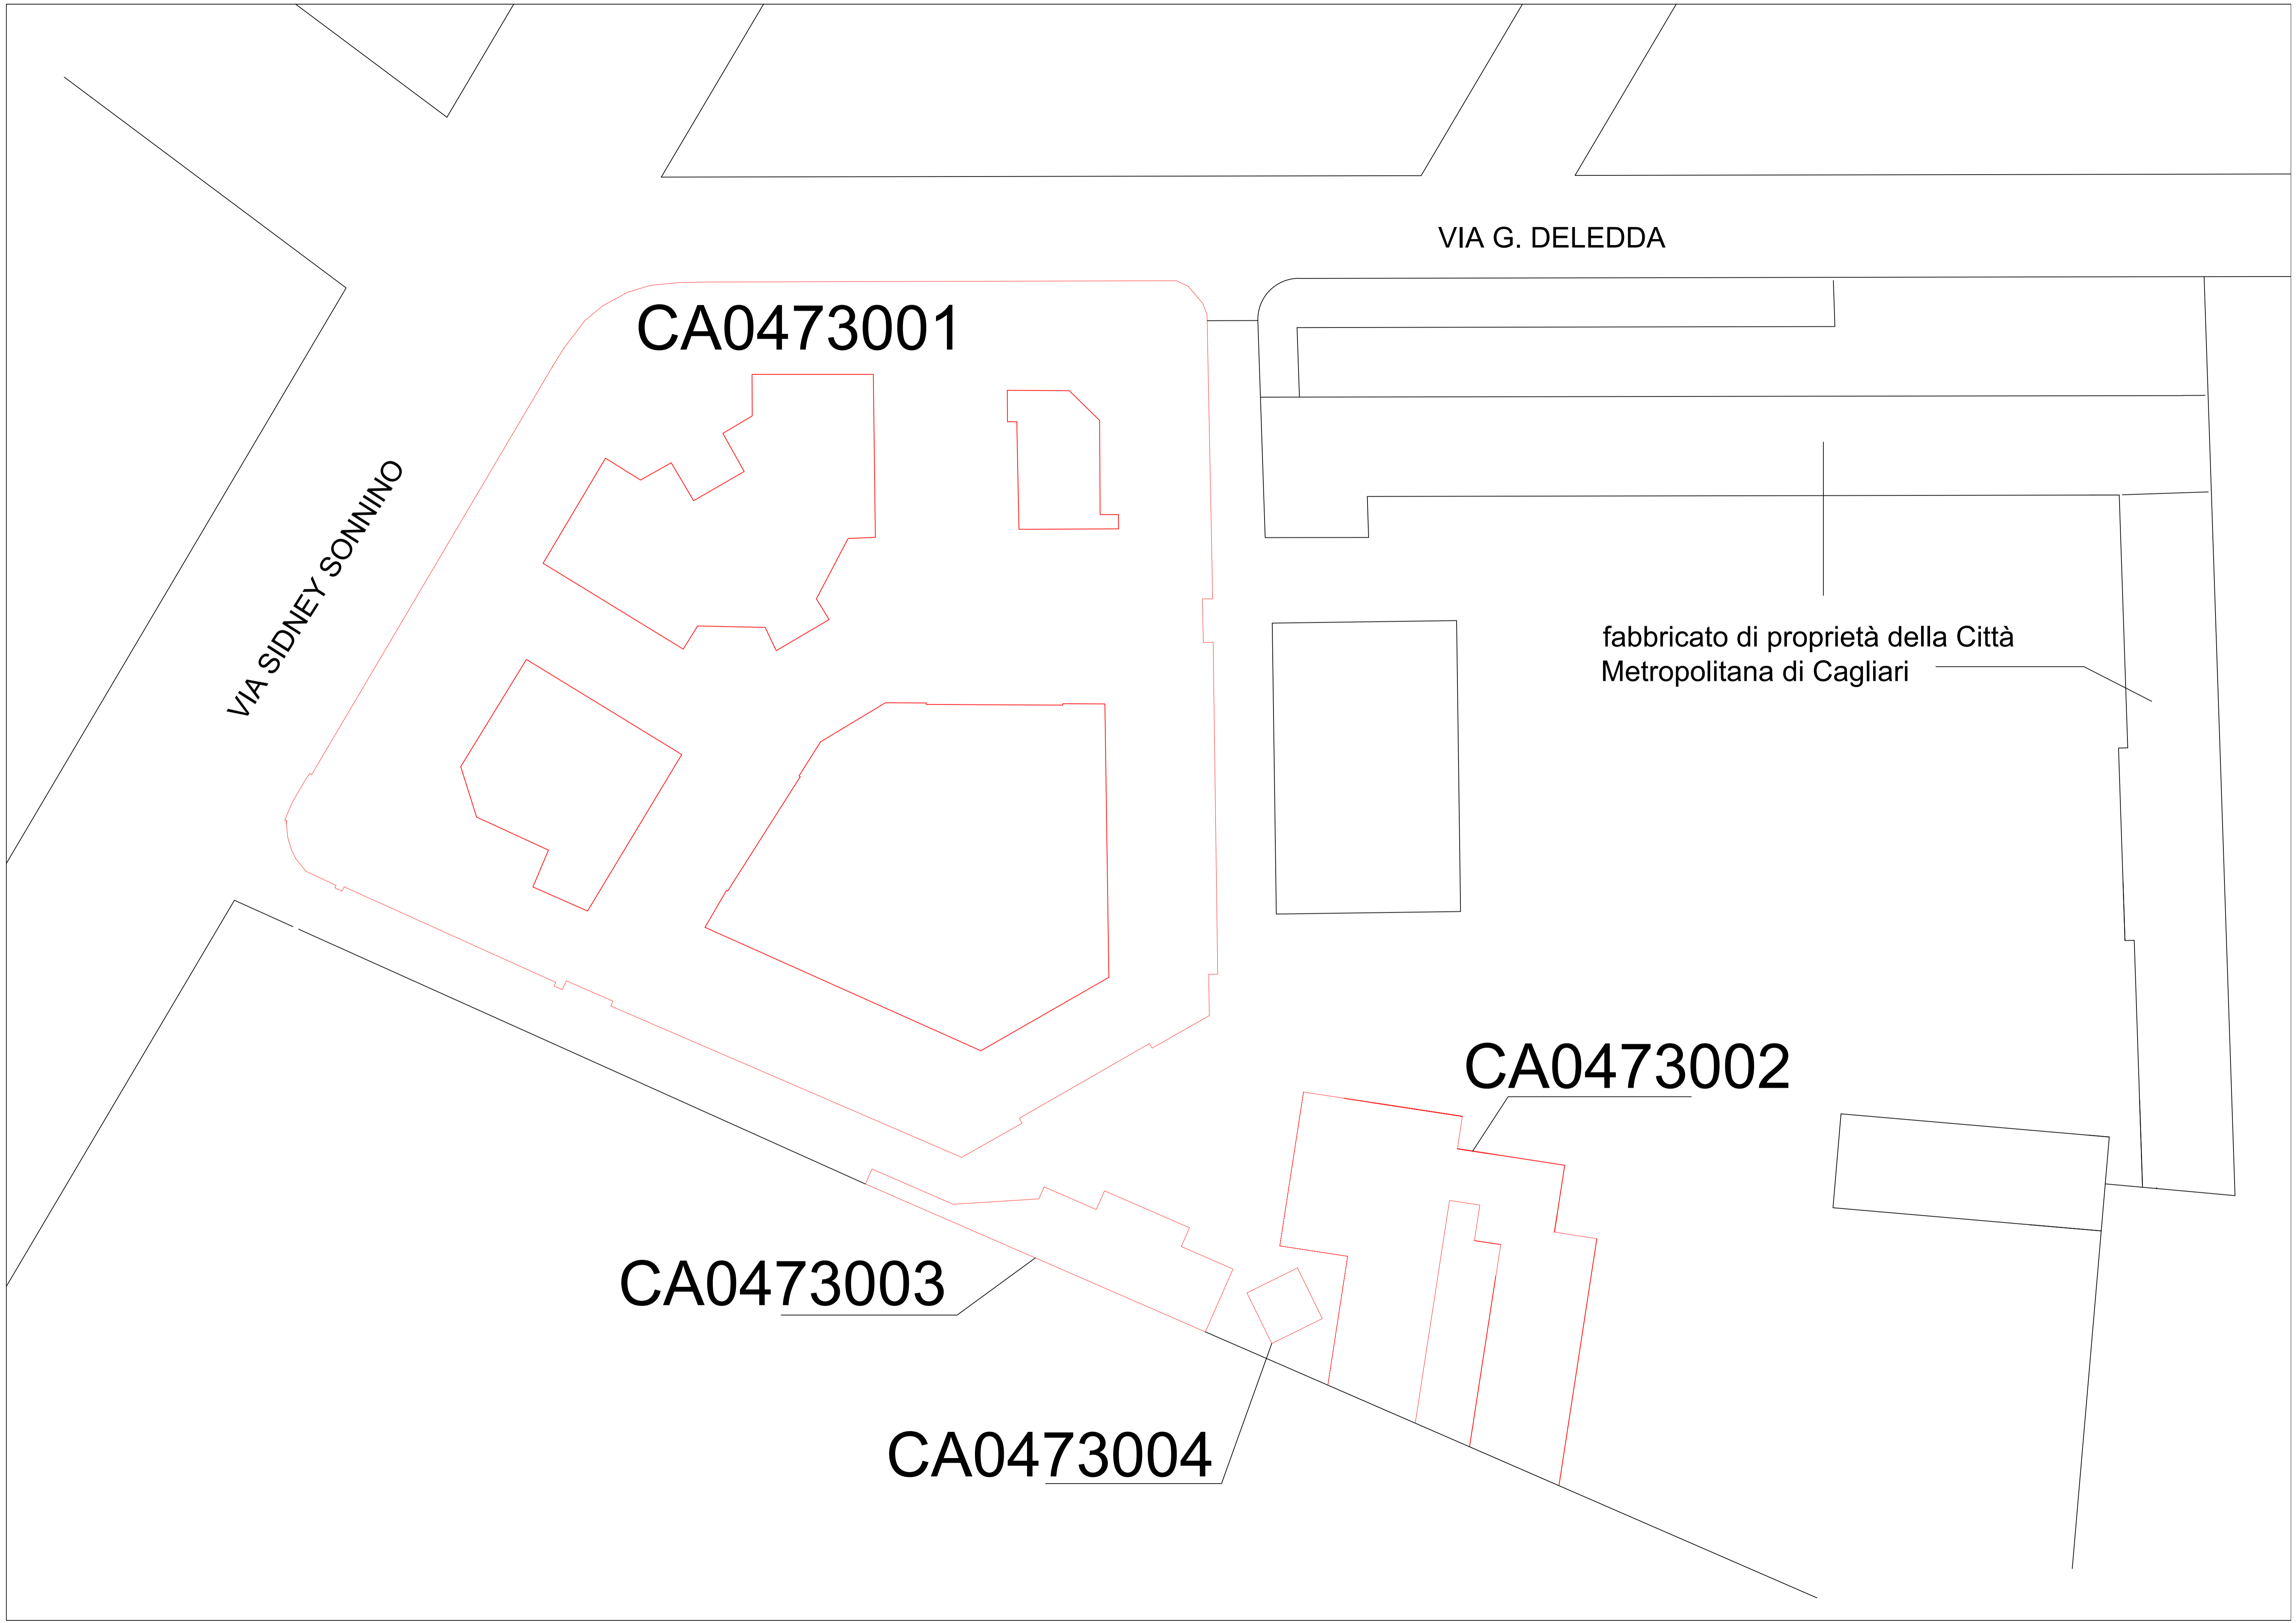 VIA G. DELEDDA
CA0473001
VIA SIDNEY SONNINO
fabbricato di proprietà della Città
Metropolitana di Cagliari
CA0473002
CA0473003
CA0473004